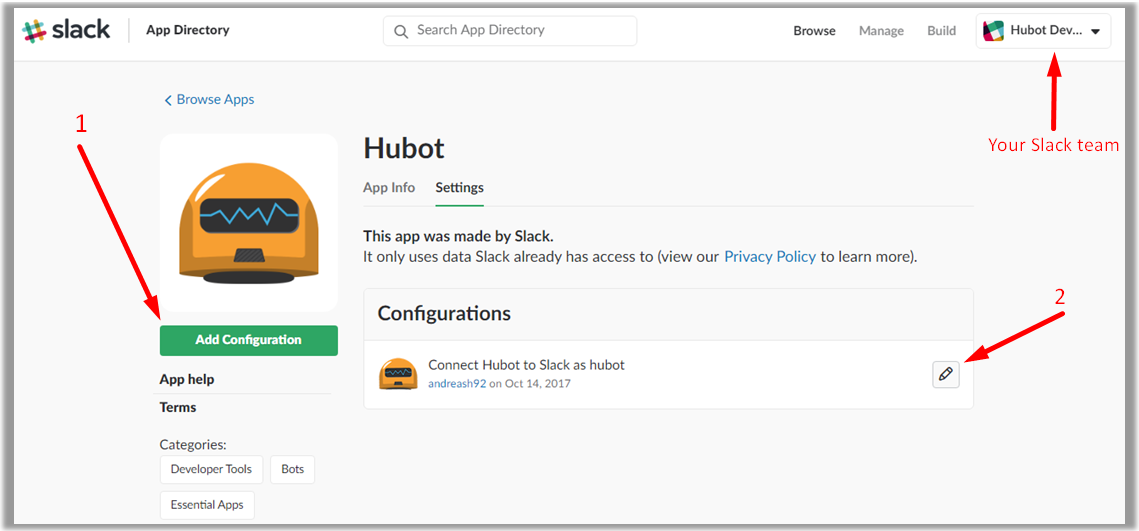 slack
App Directory
Search App Directory
Browse
Manage
Build
Hubot Dev...
Your Slack team
Browse Apps
1
Hubot
App Info
Settings
This app was made by Slack.
It only uses data Slack already has access to (view our Privacy Policy to learn more).
2
Configurations
Add Configuration
Connect Hubot to Slack as hubot
andreash92 on Oct 14, 2017
App help
Terms
Categories:
Developer Tools
Bots
Essential Apps